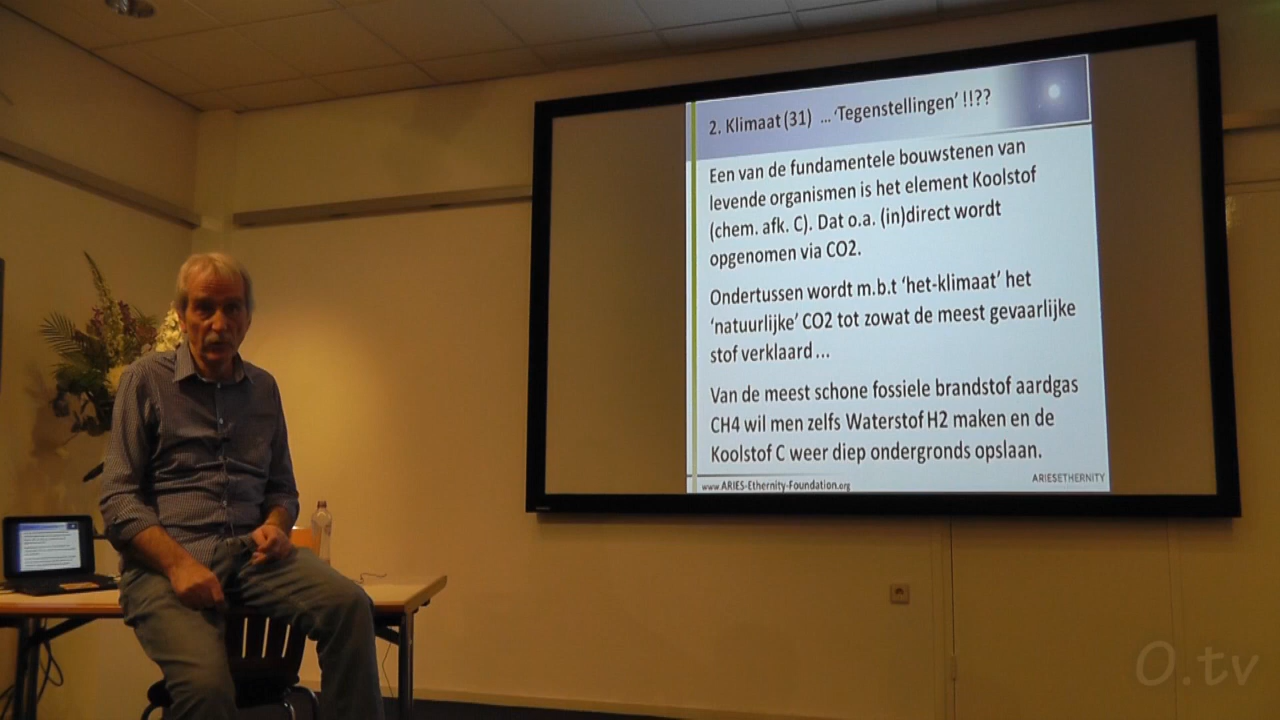 2. Klimaat (31) ... 'Tegenstellingen' !!??
Een van de fundamentele bouwstenen van
levende organismen is het element Koolstof
(chem. afk. C). Dat o.a. (in)direct wordt
opgenomen via CO2.
Ondertussen wordt m.b.t 'het-klimaat' het
'natuurlijke' CO2 tot zowat de meest gevaarlijke
stof verklaard...
Van de meest schone fossiele brandstof aardgas
CH4 wil men zelfs Waterstof H2 maken en de
Koolstof C weer diep ondergronds opslaan.
www.ARIES-Ethernity-Foundation.org
ARIESETHERNITY
O.tv